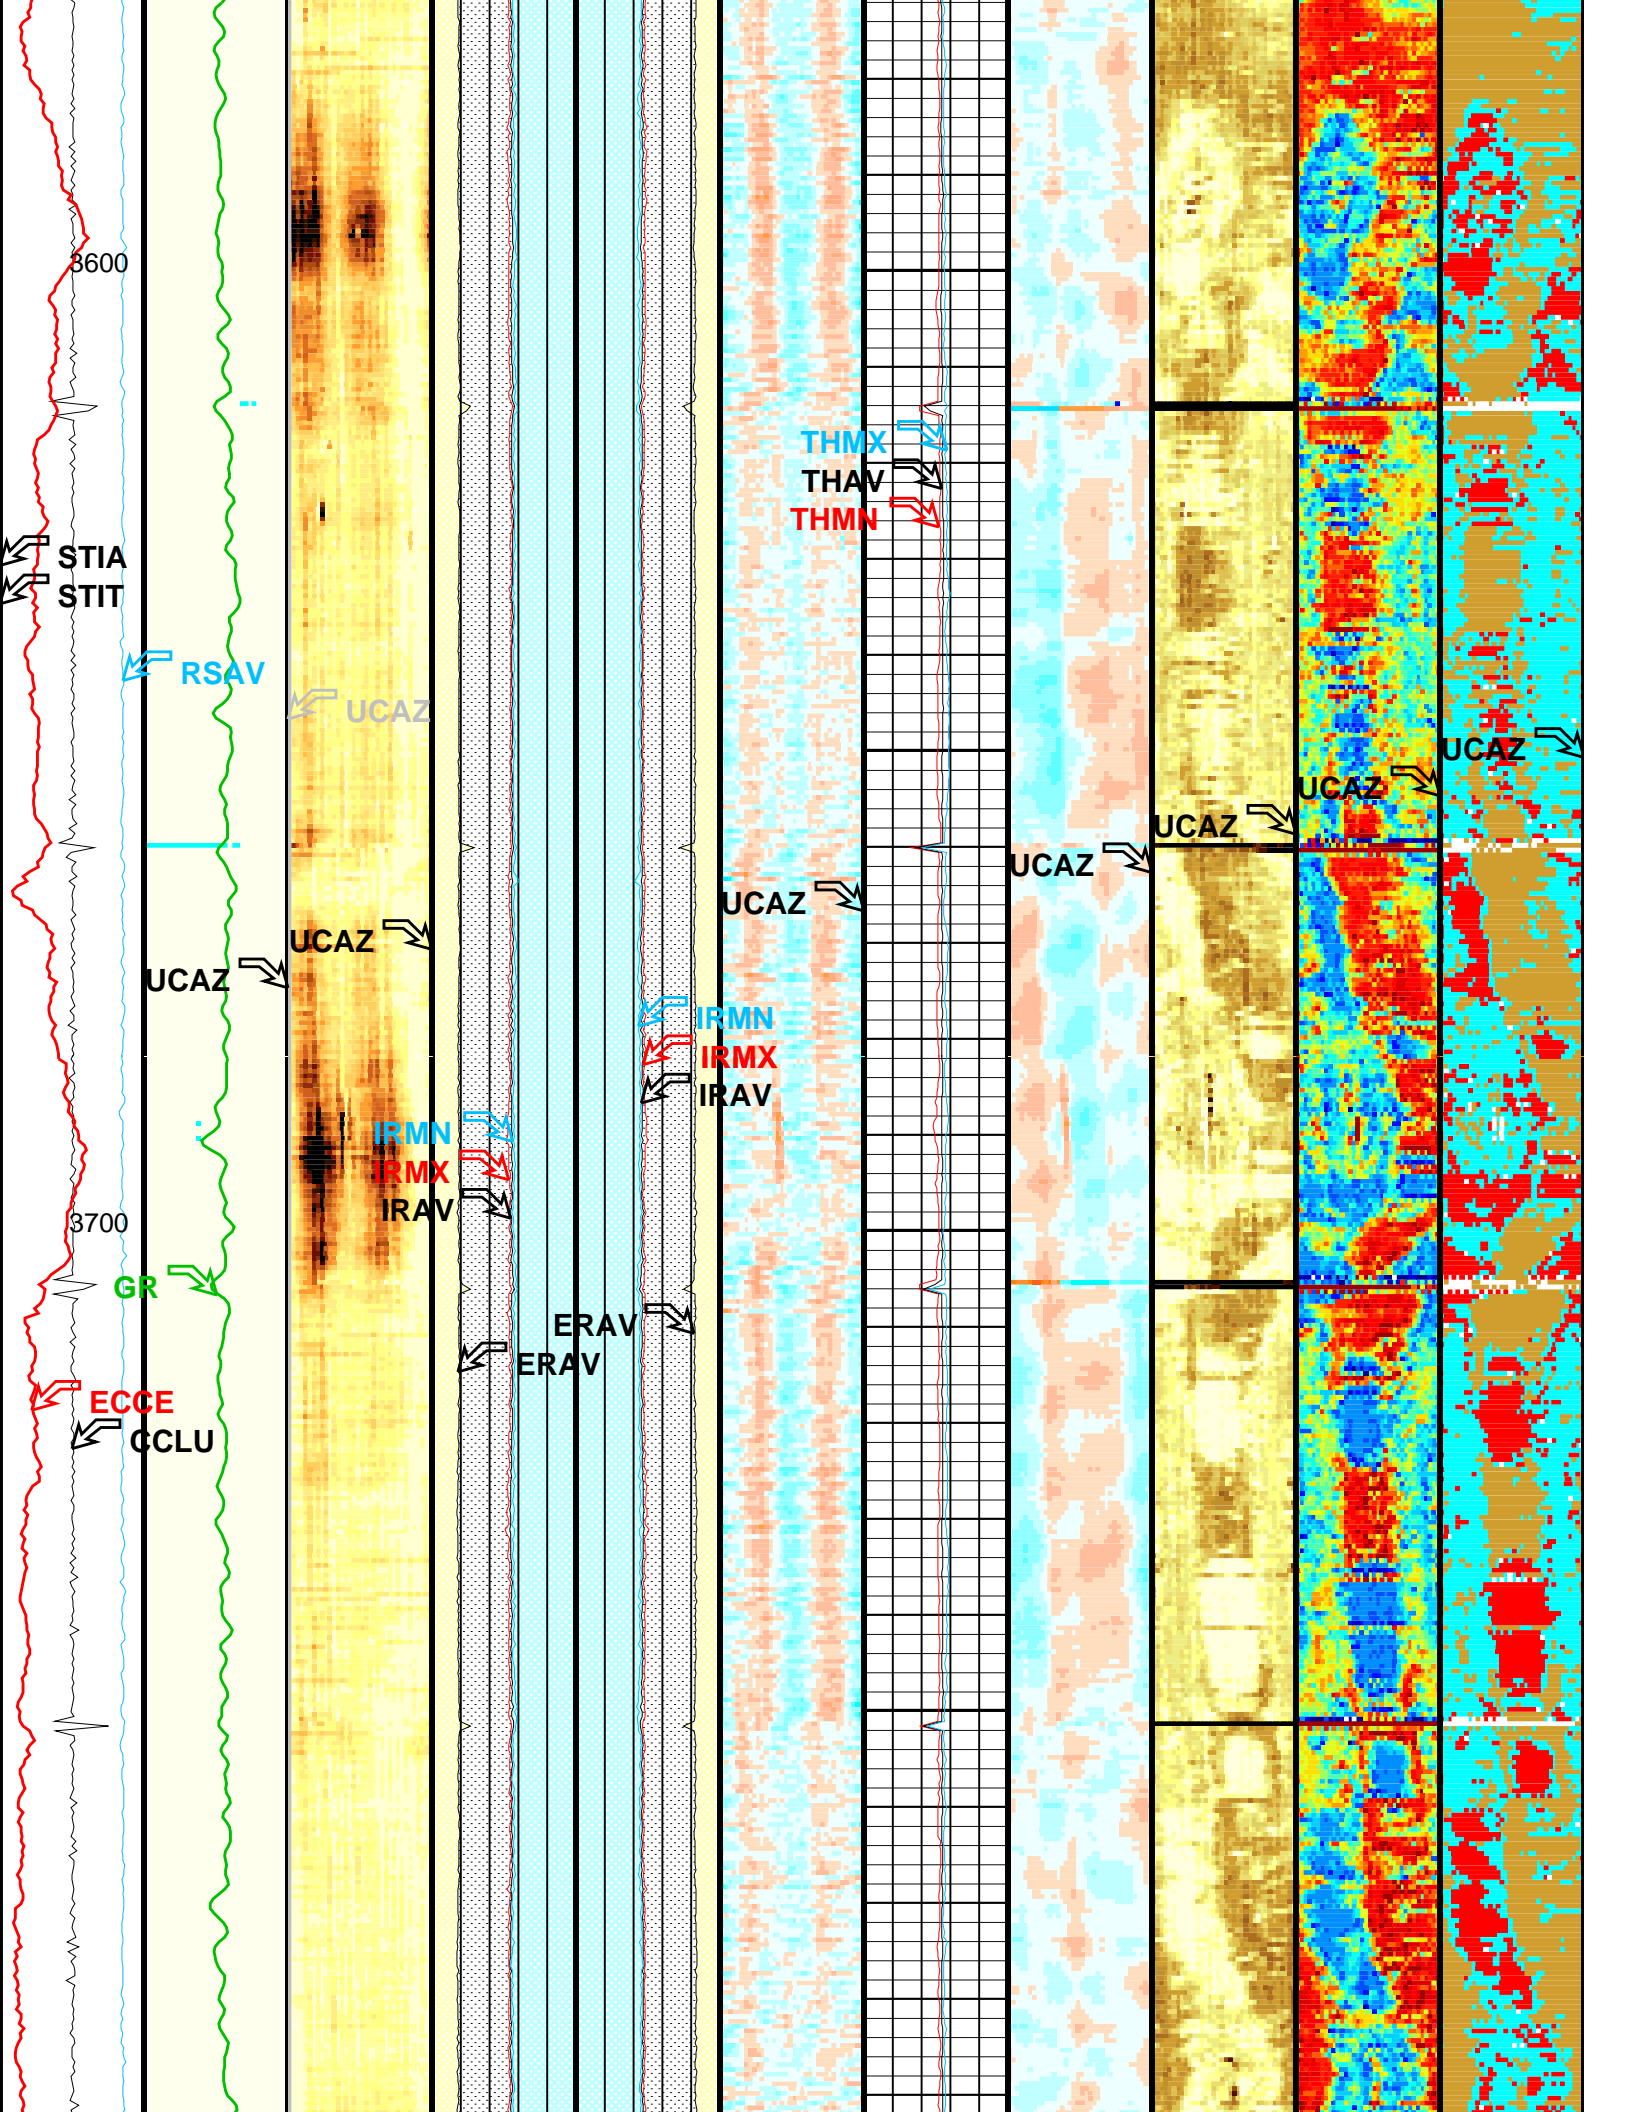 3600
THMX
THAV
THMN
STIA
STIT
RSAV
UCAZ
UCAZ
UCAZ
UCAZ
UCAZ
UCAZ
UCAZ
UCAZ
IRMN
IRMX
IRAV
IRMN
IRMX
IRAV
3700
GR
ERAV
ERAV
ECCE
CCLU